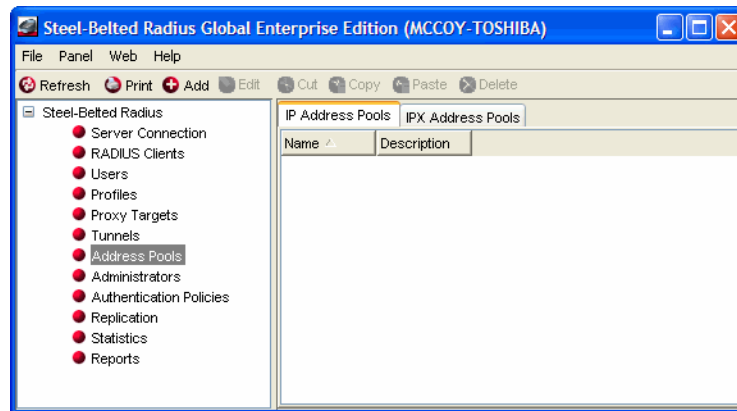 Steel-Belted Radius Global Enterprise Edition (MCCOY-TOSHIBA)
File Panel Web Help
Refresh Print Add Edit Cut Copy Paste Delete
Steel-Belted Radius
Server Connection
RADIUS Clients
Users
Profiles
Proxy Targets
Tunnels
Address Pools
Administrators
Authentication Policies
Replication
Statistics
Reports
IP Address Pools IPX Address Pools
Name Description